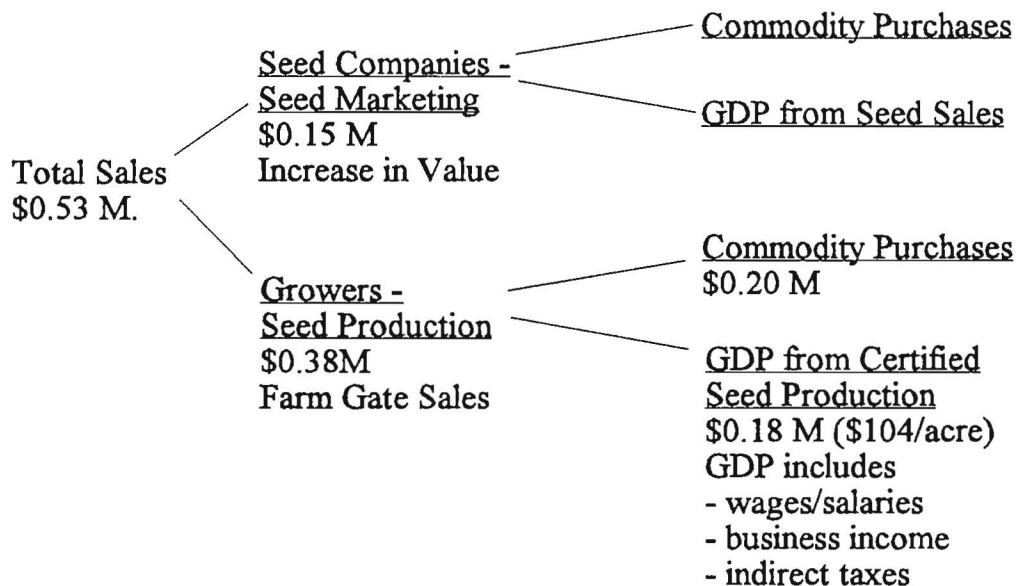 Total Sales
$0.53 M.
Seed Companies -
Seed Marketing
$0.15 M
Increase in Value
Commodity Purchases
GDP from Seed Sales
Growers -
Seed Production
$0.38M
Farm Gate Sales
Commodity Purchases
$0.20 M
GDP from Certified
Seed Production
$0.18 M ($104/acre)
GDP includes
- wages/salaries
- business income
- indirect taxes